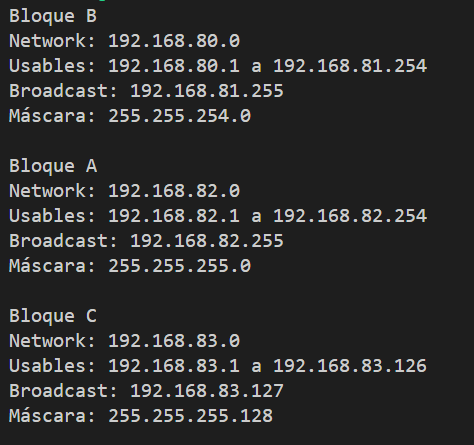 Bloque B
Network: 192.168.80.0
Usables: 192.168.80.1 a 192.168.81.254
Broadcast: 192.168.81.255
Máscara: 255.255.254.0
Bloque A
Network: 192.168.82.0
Usables: 192.168.82.1 a 192.168.82.254
Broadcast: 192.168.82.255
Máscara: 255.255.255.0
Bloque C
Network: 192.168.83.0
Usables: 192.168.83.1 a 192.168.83.126
Broadcast: 192.168.83.127
Máscara: 255.255.255.128